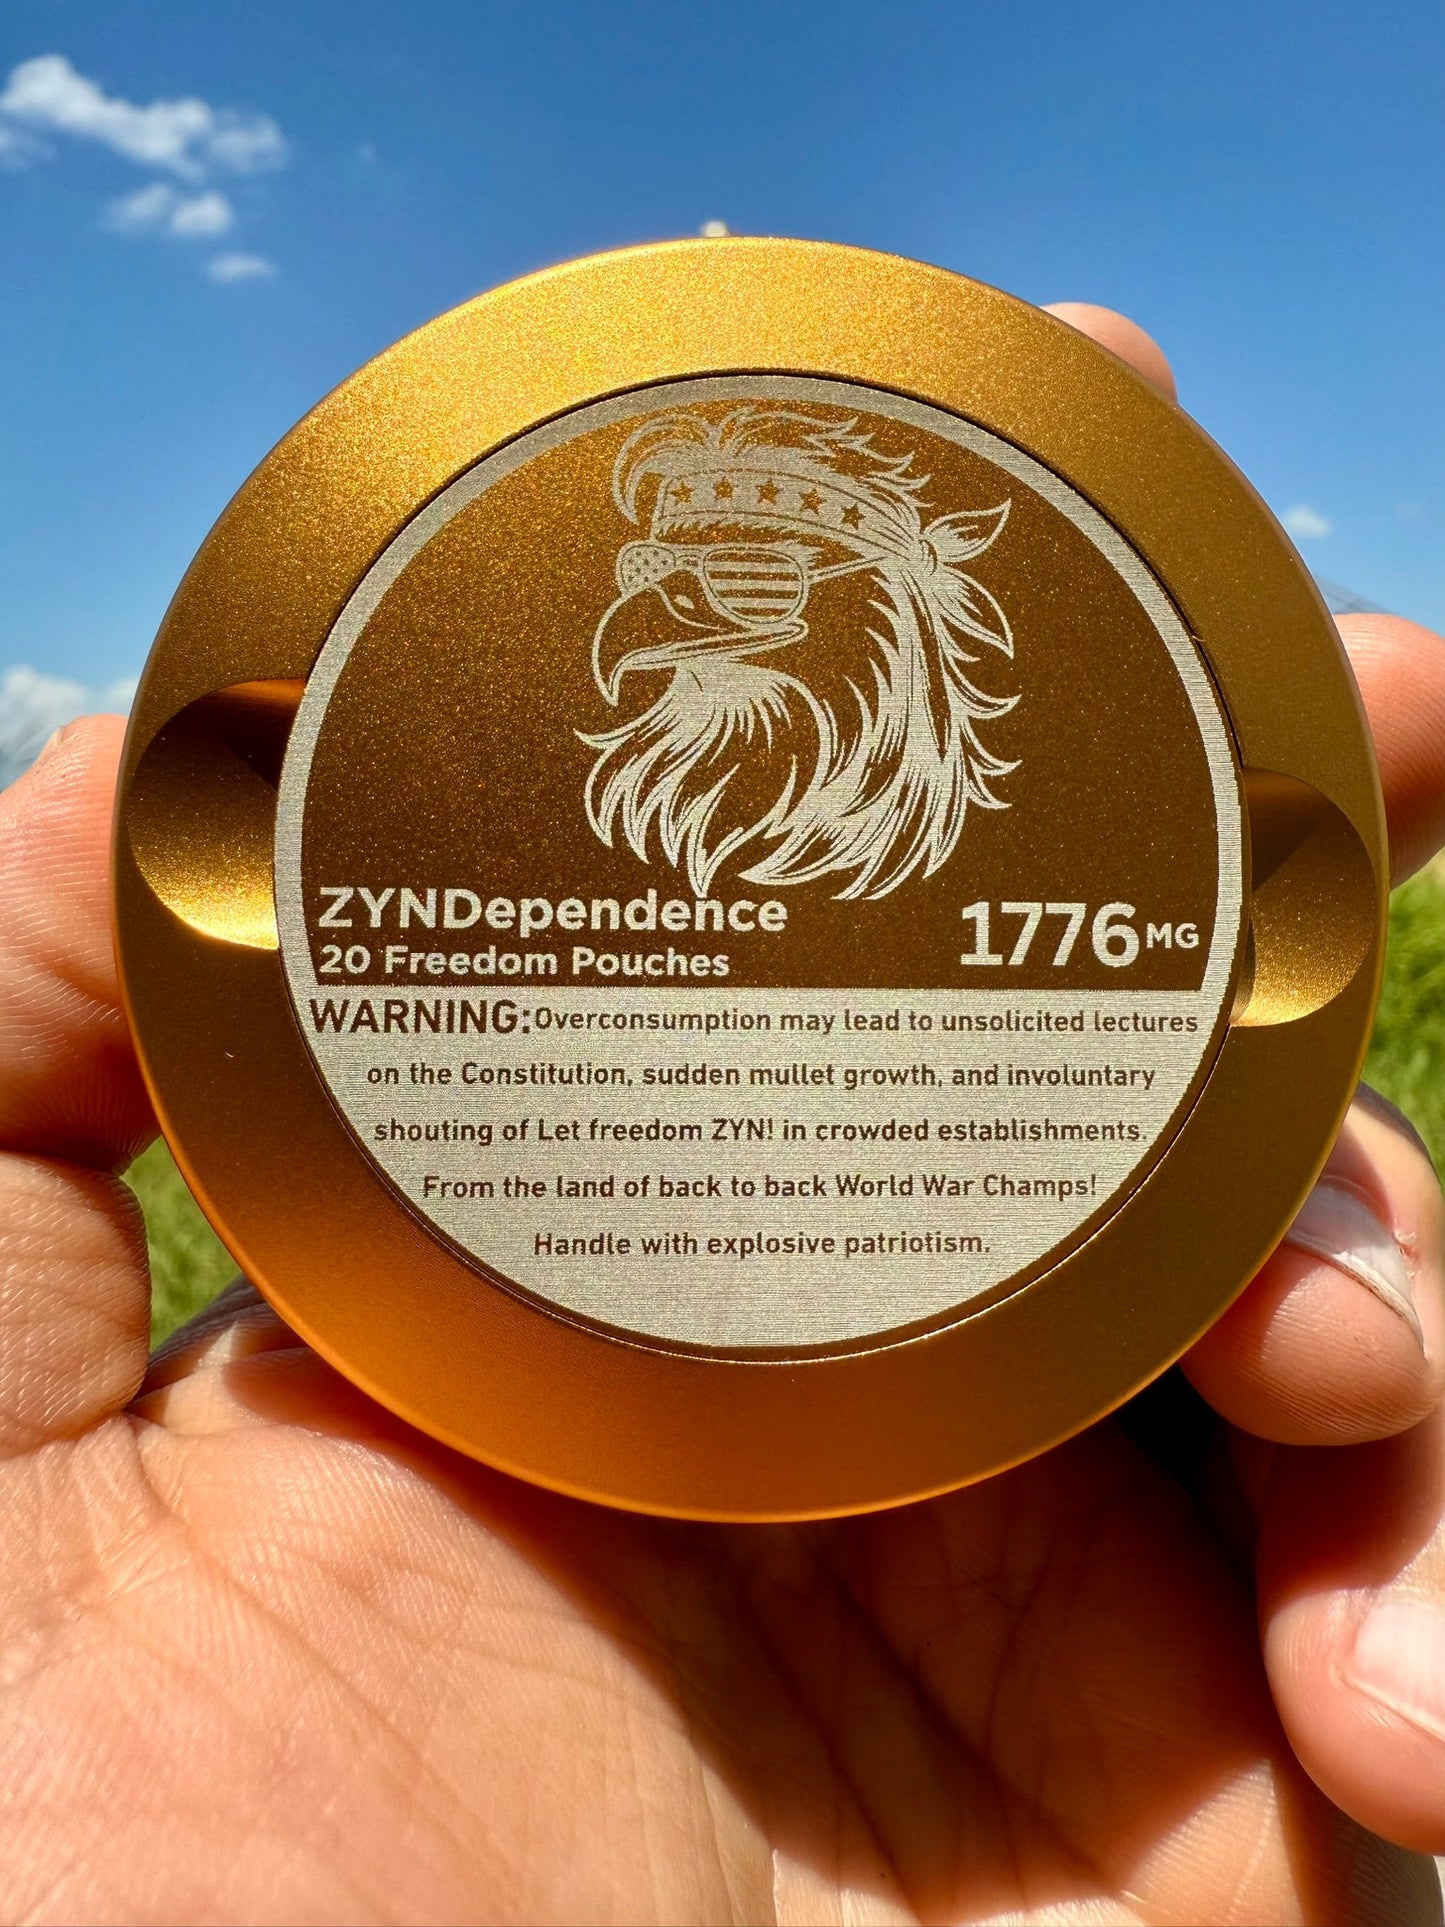 ZYNDependence
20 Freedom Pouches
1776MG
WARNING:Overconsumption may lead to unsolicited lectures
on the Constitution, sudden mullet growth, and involuntary
shouting of Let freedom ZYN! in crowded establishments.
From the land of back to back World War Champs!
Handle with explosive patriotism.